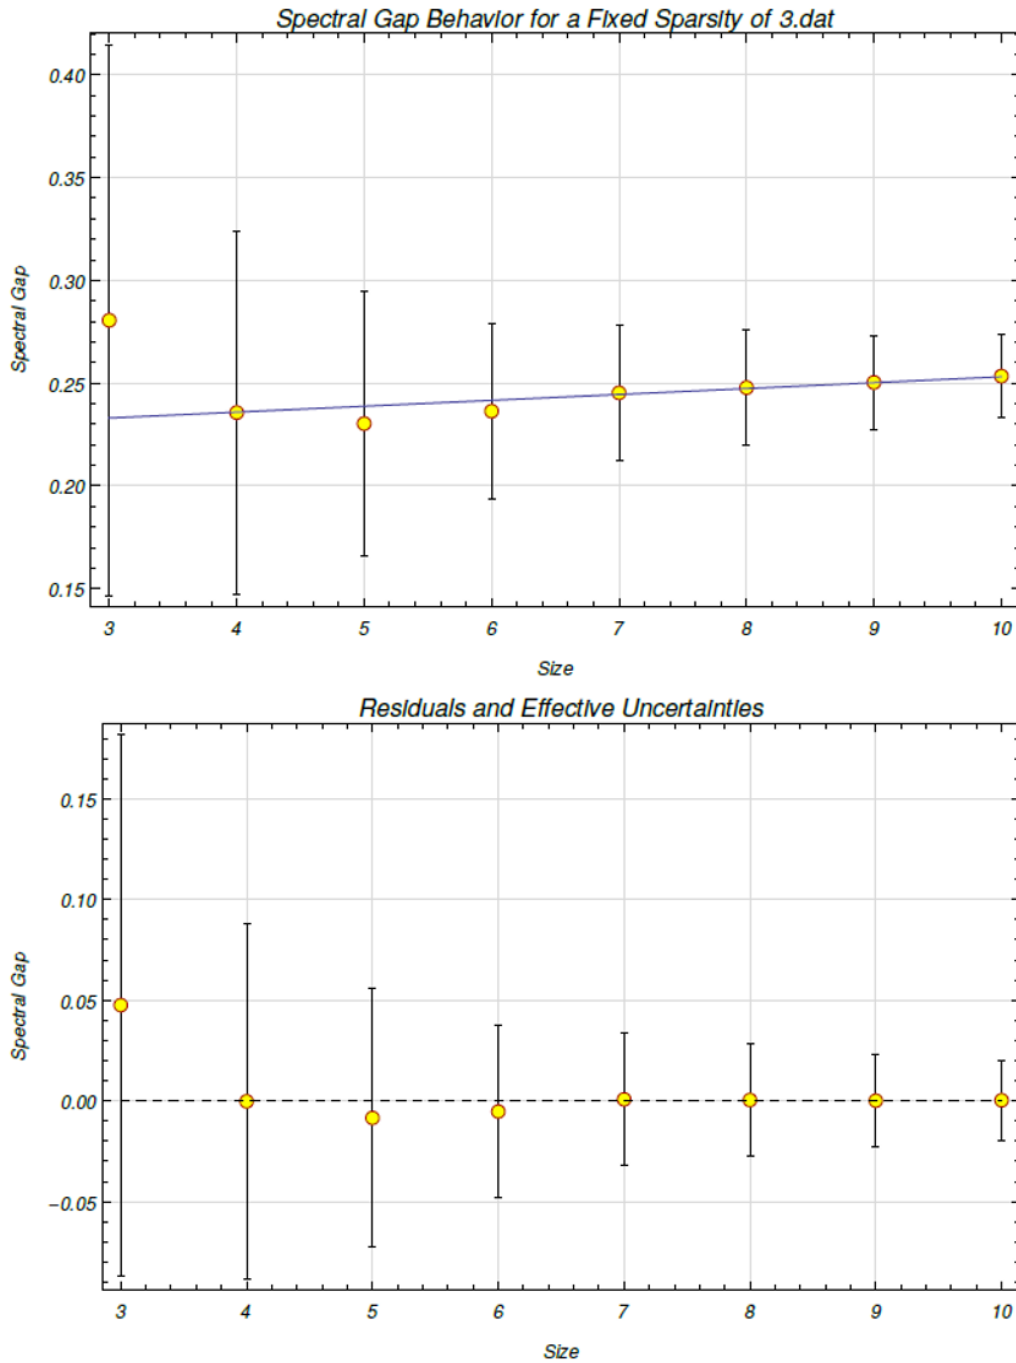 Spectral Gap Behavior for a Fixed Sparsity of 3.dat
0.40
0.35
0.30
0.25
0.20
0.15
Spectral Gap
3 4 5 6 7 8 9 10
Size
Residuals and Effective Uncertainties
0.15
0.10
0.05
0.00
−0.05
Spectral Gap
3 4 5 6 7 8 9 10
Size